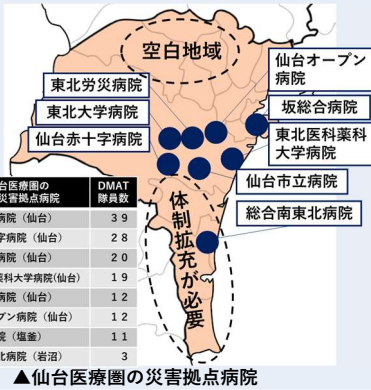 空白地域
仙台オープン
病院
東北労災病院
坂総合病院
東北大学病院
東北医科薬科
大学病院
仙台赤十字病院
仙台市立病院
総合南東北病院
体制拡充が必要
台医療圏の
災害拠点病院
DMAT
隊員数
病院（仙台） 39
字病院（仙台） 28
病院（仙台） 20
薬科大学病院(仙台) 19
病院（仙台） 12
プン病院（仙台） 12
院（塩釜） 11
北病院（岩沼） 3
▲仙台医療圏の災害拠点病院